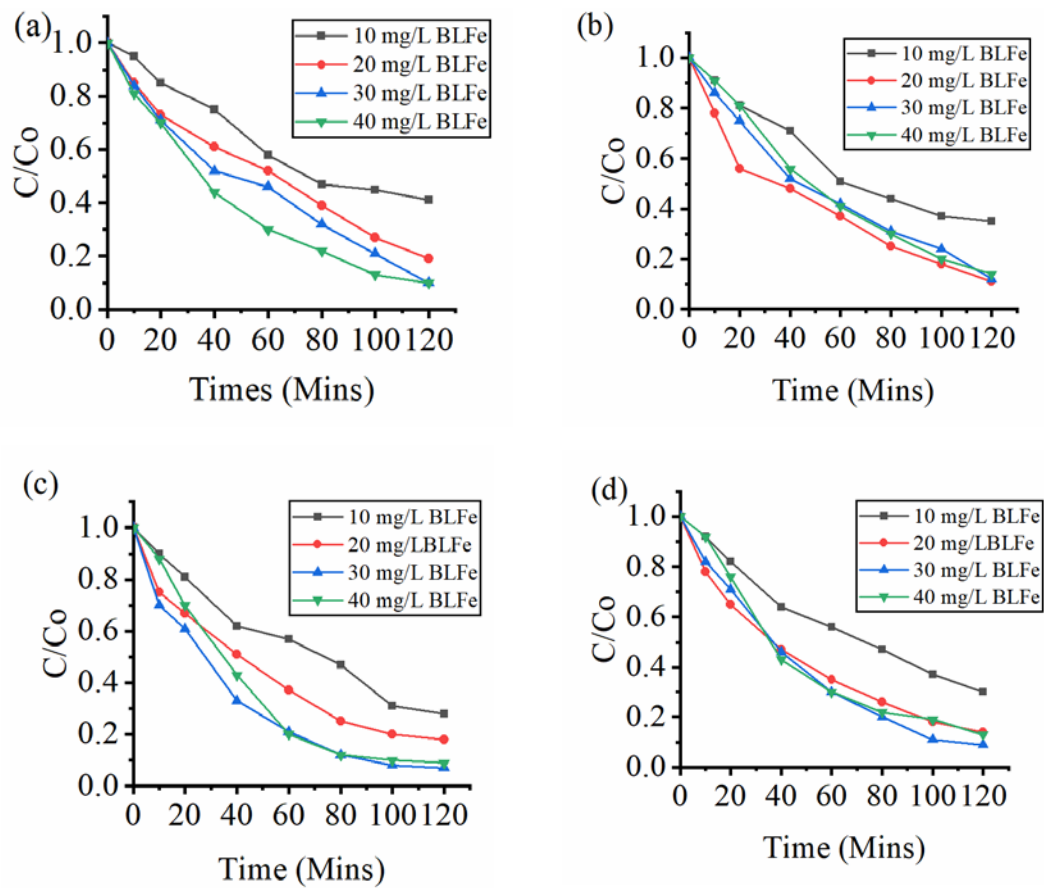 (a)
10 mg/L BLFe
20 mg/L BLFe
30 mg/L BLFe
40 mg/L BLFe
1.0
0.8
0.6
0.4
0.2
0.0
C/Co
0 20 40 60 80 100 120
Times (Mins)
(b)
10 mg/L BLFe
20 mg/L BLFe
30 mg/L BLFe
40 mg/L BLFe
1.0
0.8
0.6
0.4
0.2
0.0
C/Co
0 20 40 60 80 100 120
Time (Mins)
(c)
10 mg/L BLFe
20 mg/LBLFe
30 mg/L BLFe
40 mg/L BLFe
1.0
0.8
0.6
0.4
0.2
0.0
C/Co
0 20 40 60 80 100 120
Time (Mins)
(d)
10 mg/L BLFe
20 mg/LBLFe
30 mg/L BLFe
40 mg/L BLFe
1.0
0.8
0.6
0.4
0.2
0.0
C/Co
0 20 40 60 80 100 120
Time (Mins)